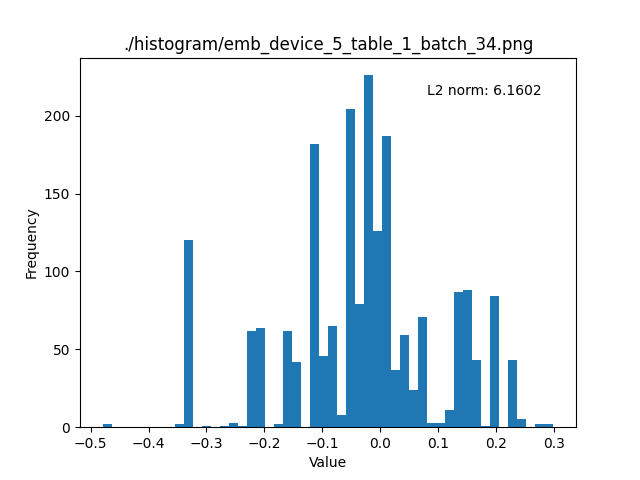 ./histogram/emb_device_5_table_1_batch_34.png
L2 norm: 6.1602
Frequency
200
150
100
50
0
−0.5 −0.4 −0.3 −0.2 −0.1 0.0 0.1 0.2 0.3
Value